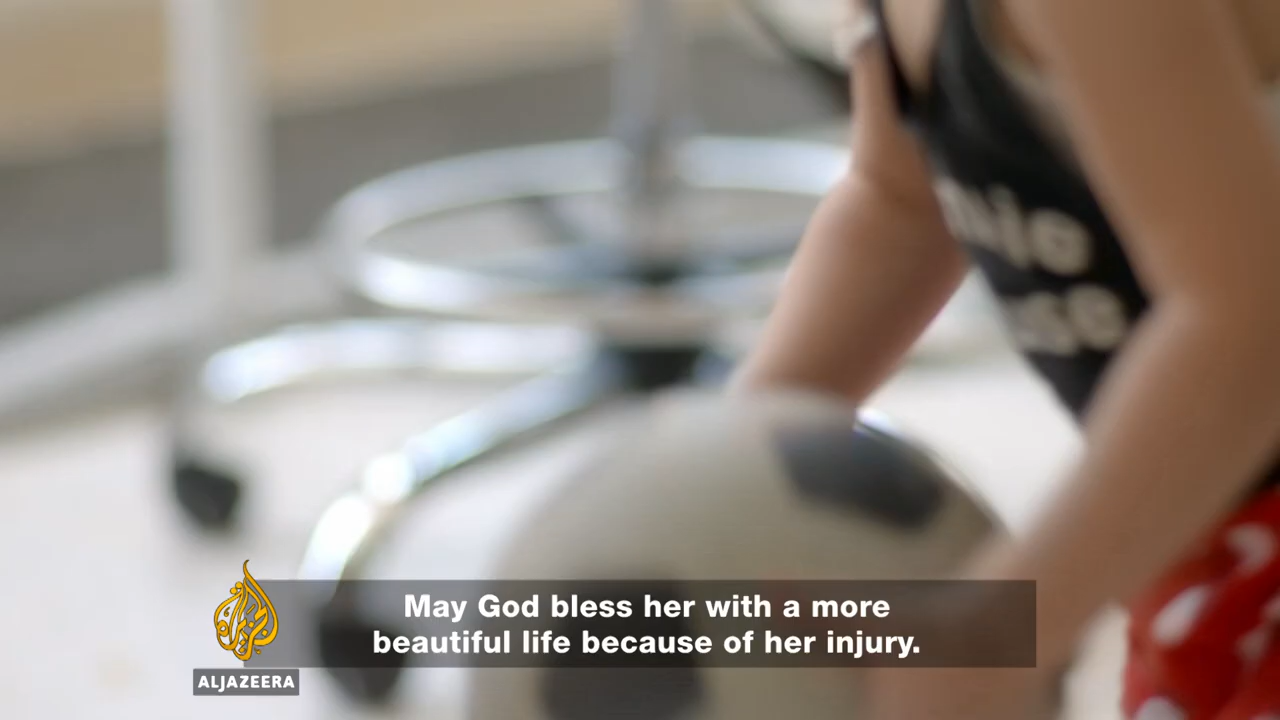 May God bless her with a more
beautiful life because of her injury.
ALJAZEERA